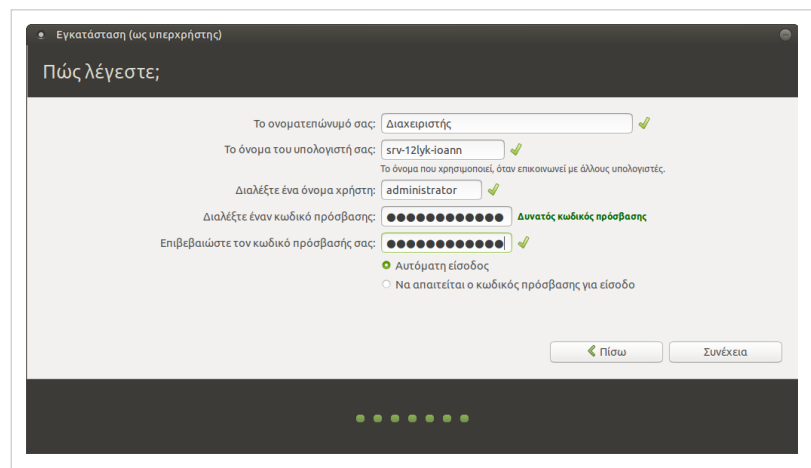 Εγκατάσταση (ως υπερχρήστης)
Πώς λέγεστε;
Το ονοματεπώνυμό σας: Διαχειριστής
Το όνομα του υπολογιστή σας: srv-12lyk-ioann
Το όνομα που χρησιμοποιεί, όταν επικοινωνεί με άλλους υπολογιστές.
Διαλέξτε ένα όνομα χρήστη: administrator
Διαλέξτε έναν κωδικό πρόσβασης: ●●●●●●●●●●●● Δυνατός κωδικός πρόσβασης
Επιβεβαιώστε τον κωδικό πρόσβασής σας: ●●●●●●●●●●●●
Αυτόματη είσοδος
Να απαιτείται ο κωδικός πρόσβασης για είσοδο
Πίσω Συνέχεια